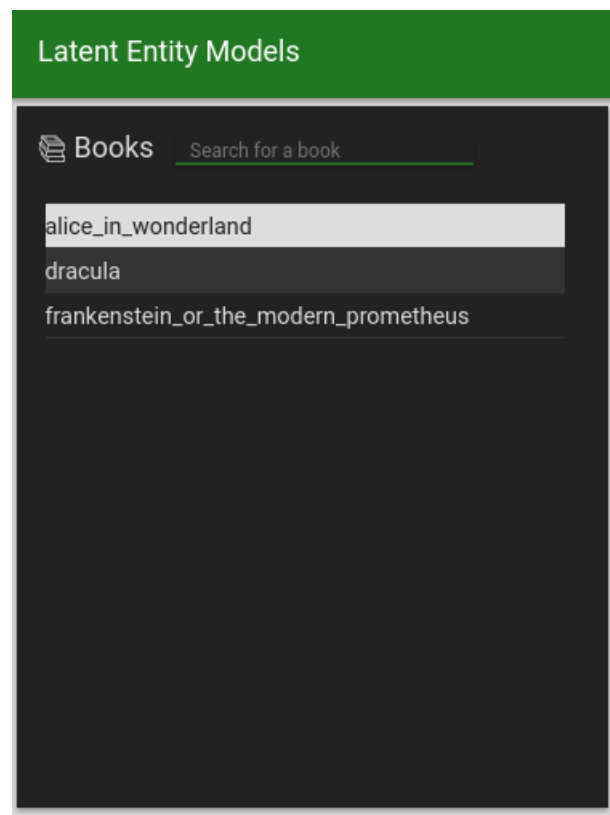 Latent Entity Models
Books Search for a book
alice_in_wonderland
dracula
frankenstein_or_the_modern_prometheus